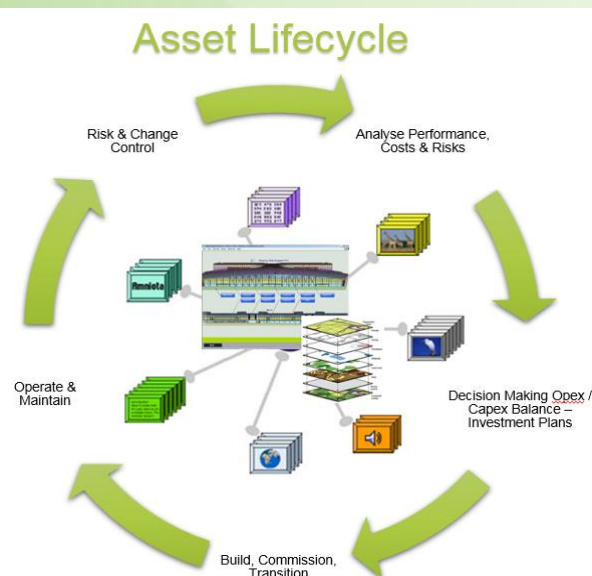 Asset Lifecycle
Risk & Change
Control
Analyse Performance,
Costs & Risks
Amniota
Operate &
Maintain
Decision Making Opex /
Capex Balance –
Investment Plans
Build, Commission,
Transition